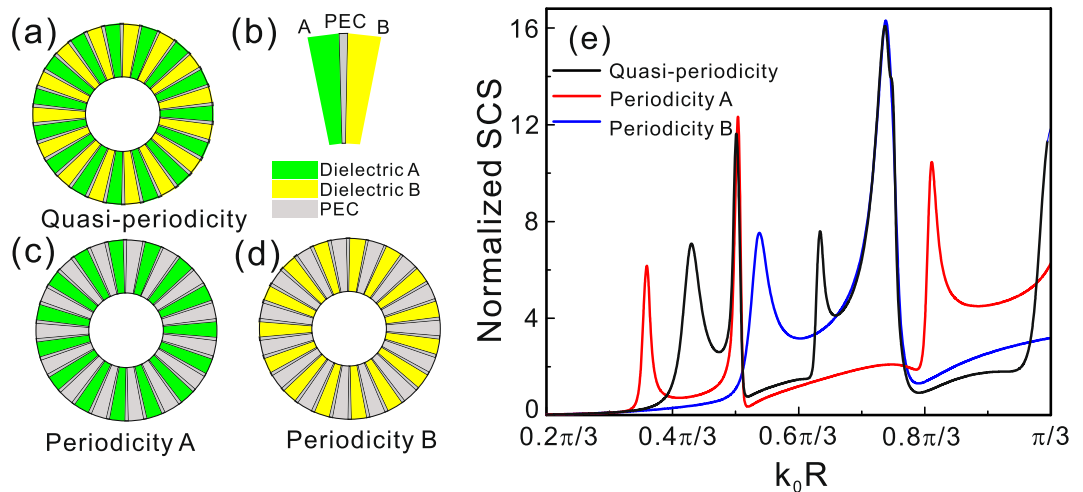 (a)
Quasi-periodicity
(b)
A PEC B
Dielectric A
Dielectric B
PEC
(c)
Periodicity A
(d)
Periodicity B
(e)
Quasi-periodicity
Periodicity A
Periodicity B
Normalized SCS
16
12
8
4
0
0.2π/3 0.4π/3 0.6π/3 0.8π/3 π/3
k₀R